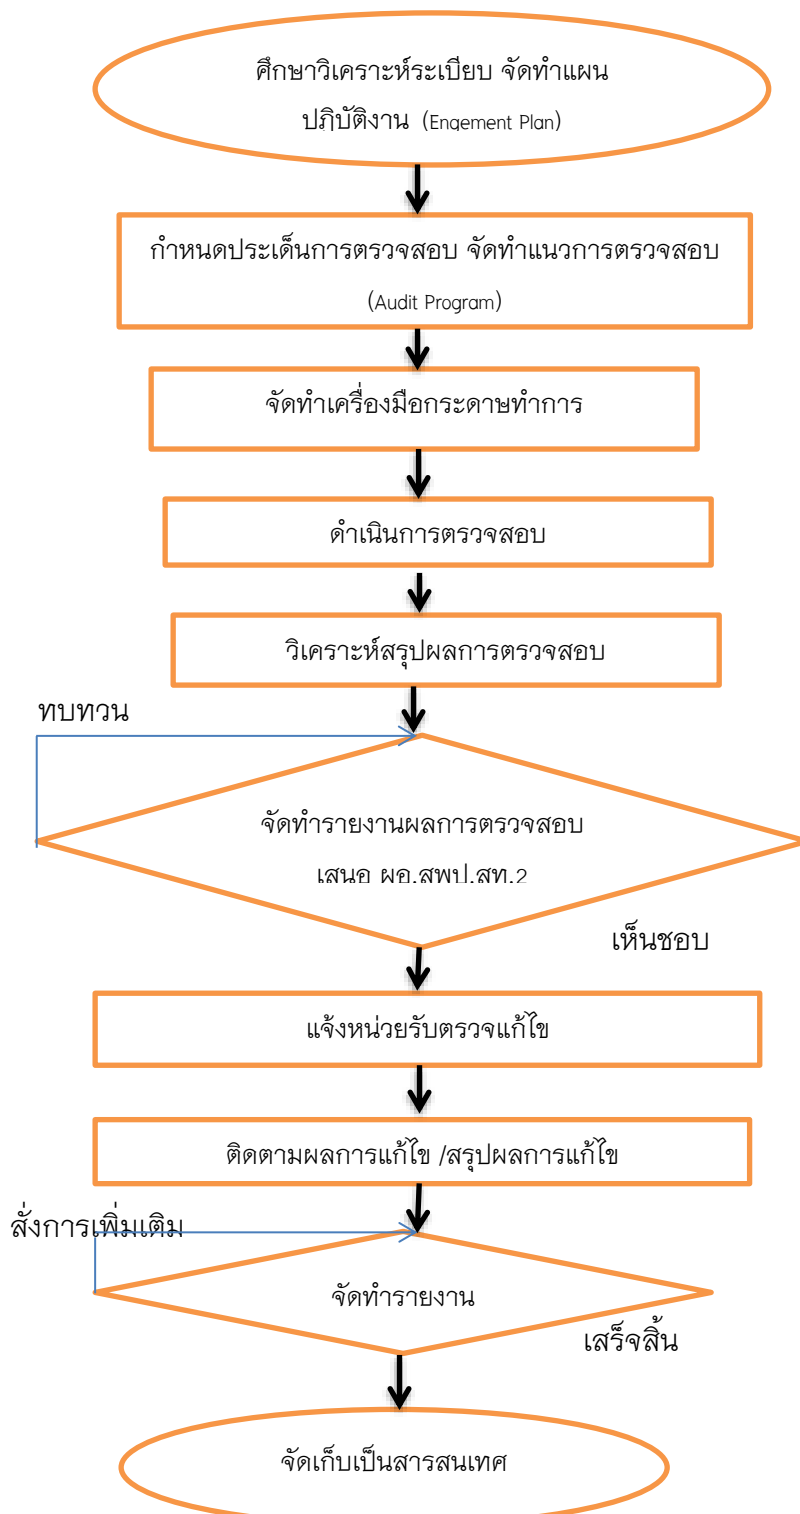 ศึกษาวิเคราะห์ระเบียบ จัดทำแผน
ปฏิบัติงาน (Engement Plan)
กำหนดประเด็นการตรวจสอบ จัดทำแนวการตรวจสอบ
(Audit Program)
จัดทำเครื่องมือกระดาษทำการ
ดำเนินการตรวจสอบ
วิเคราะห์สรุปผลการตรวจสอบ
ทบทวน
จัดทำรายงานผลการตรวจสอบ
เสนอ ผอ.สพป.สท.2
เห็นชอบ
แจ้งหน่วยรับตรวจแก้ไข
ติดตามผลการแก้ไข /สรุปผลการแก้ไข
สั่งการเพิ่มเติม
จัดทำรายงาน
เสร็จสิ้น
จัดเก็บเป็นสารสนเทศ